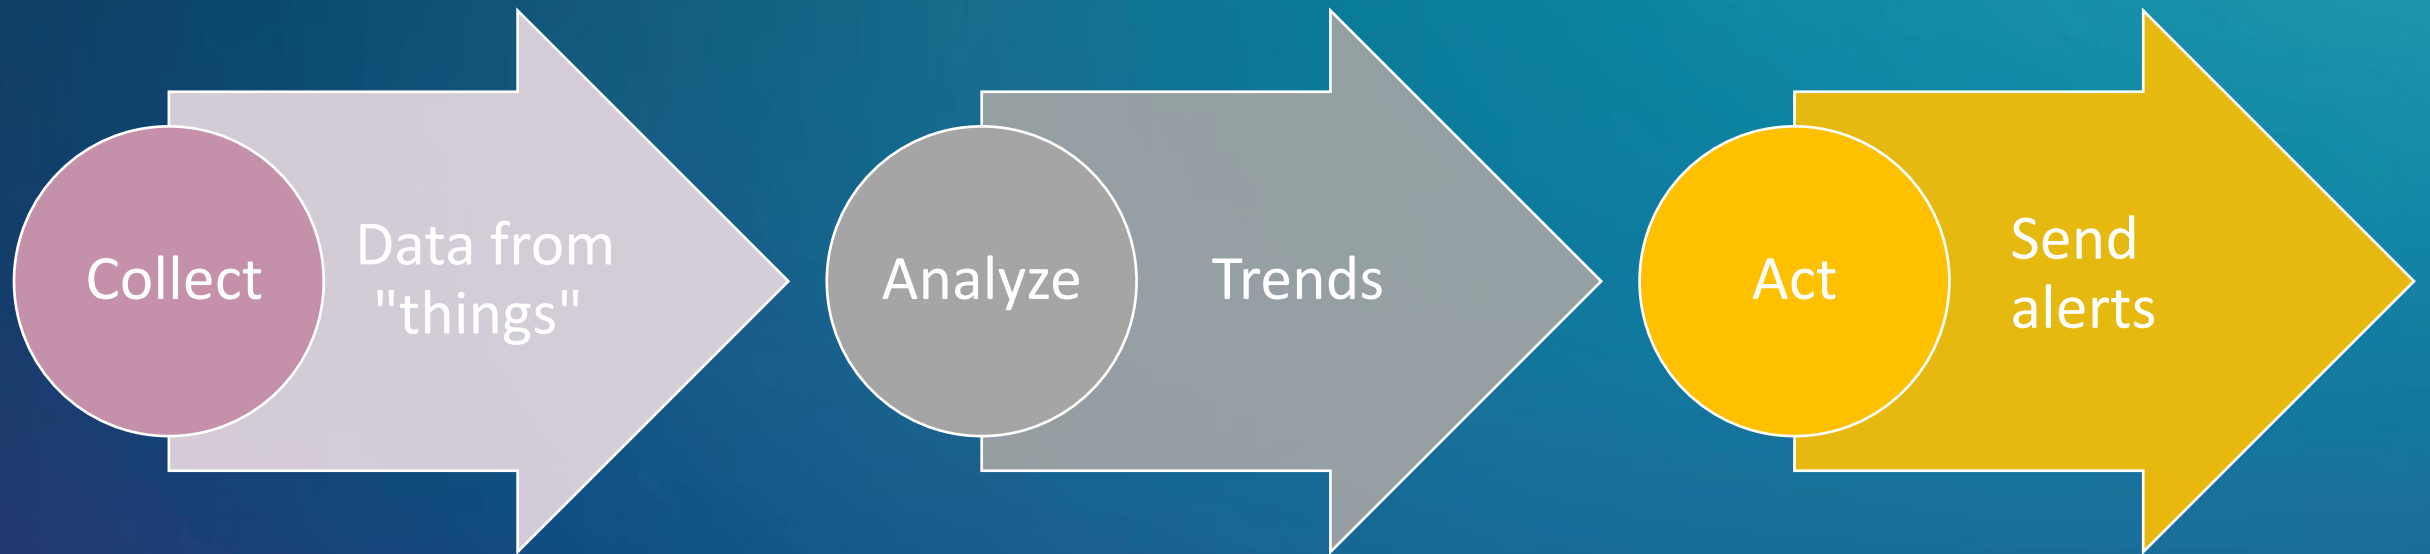 Collect
Data from
"things"
Analyze
Trends
Act
Send
alerts